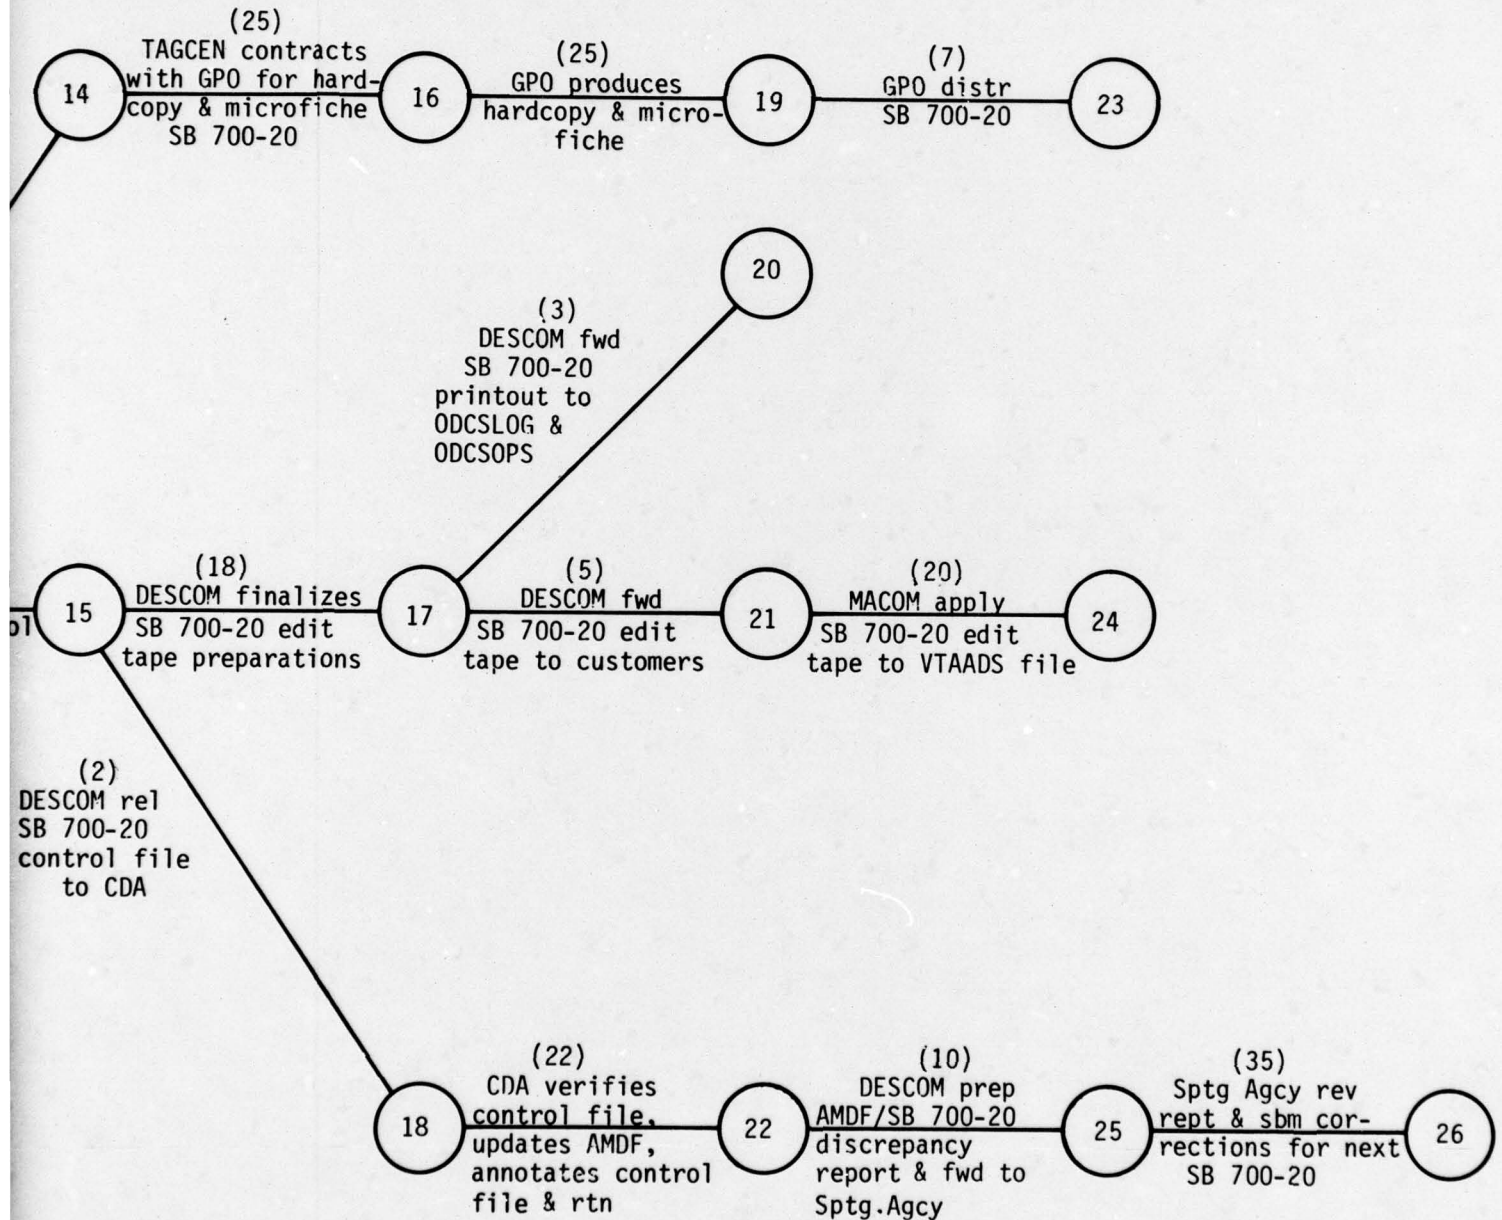 (25)
TAGCEN contracts
with GPO for hard-
copy & microfiche
SB 700-20
(25)
GPO produces
hardcopy & micro-
fiche
(7)
GPO distr
SB 700-20
14
16
19
23
20
(3)
DESCOM fwd
SB 700-20
printout to
ODCSLOG &
ODCSOPS
(18)
DESCOM finalizes
SB 700-20 edit
tape preparations
(5)
DESCOM fwd
SB 700-20 edit
tape to customers
(20)
MACOM apply
SB 700-20 edit
tape to VTAADS file
15
17
21
24
(2)
DESCOM rel
SB 700-20
control file
to CDA
(22)
CDA verifies
control file,
updates AMDF,
annotates control
file & rtn
(10)
DESCOM prep
AMDF/SB 700-20
discrepancy
report & fwd to
Sptg.Agcy
(35)
Sptg Agcy rev
rept & sbm cor-
rections for next
SB 700-20
18
22
25
26